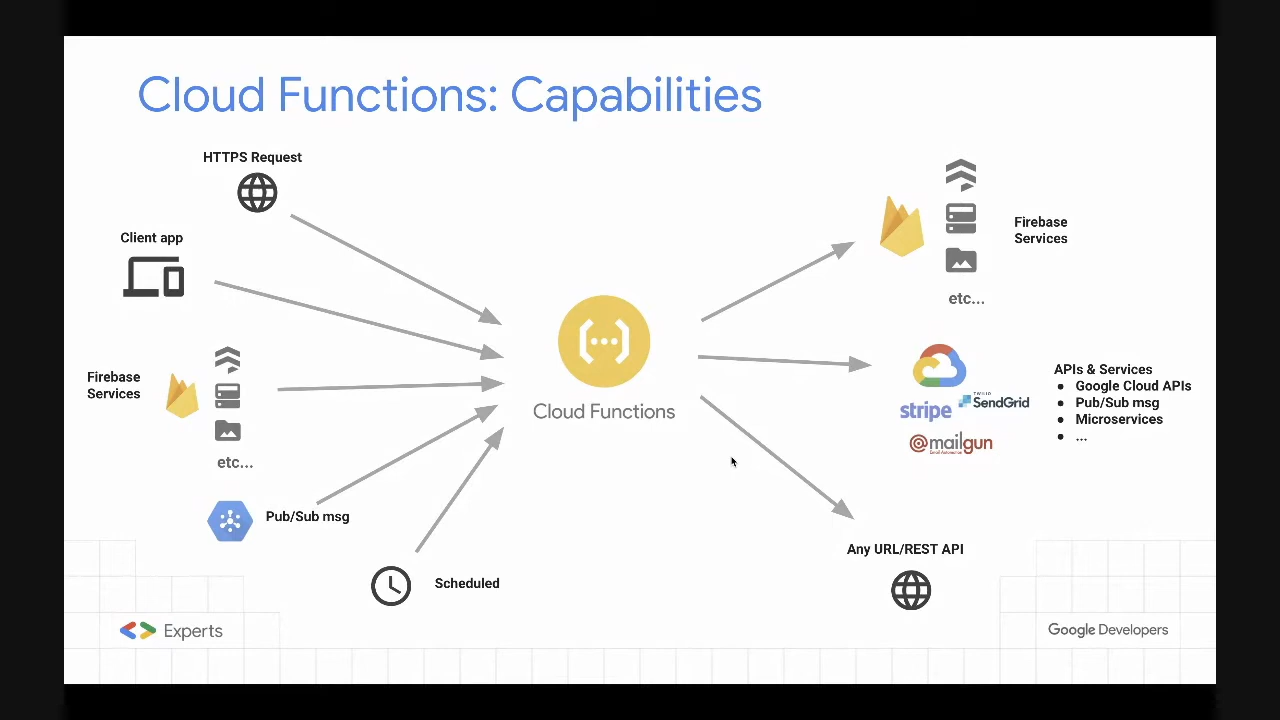 Cloud Functions: Capabilities
HTTPS Request
Client app
Firebase
Services
etc...
Pub/Sub msg
Scheduled
Cloud Functions
Firebase
Services
etc...
stripe
SendGrid
@mailgun
APIs & Services
● Google Cloud APIs
● Pub/Sub msg
● Microservices
● ...
Any URL/REST API
Experts
Google Developers